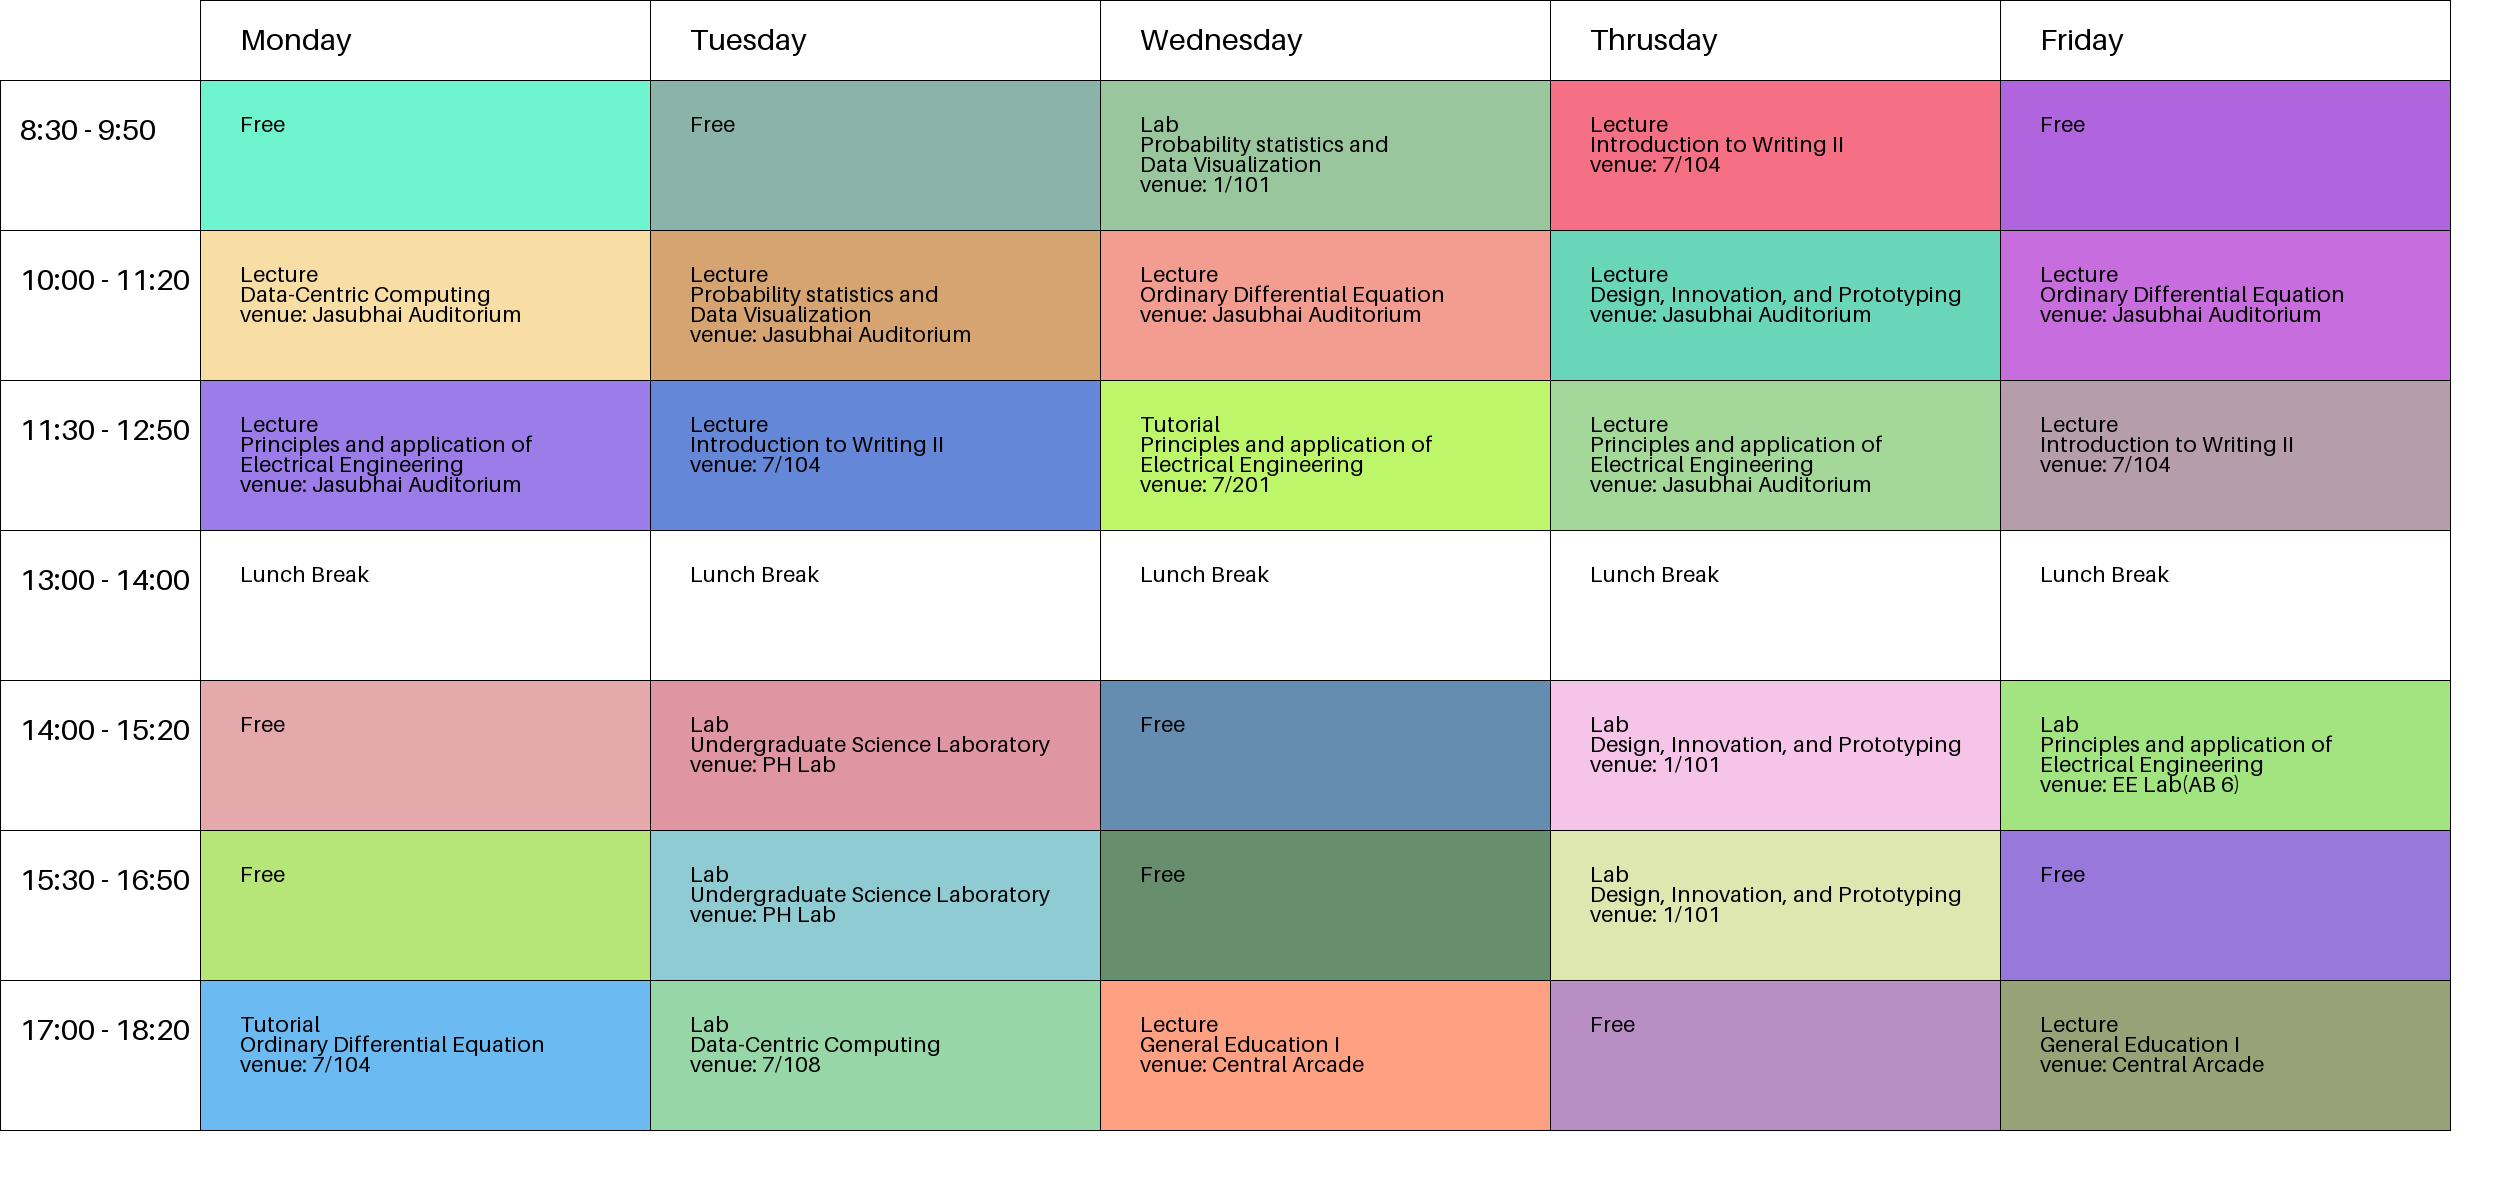 Monday
Tuesday
Wednesday
Thrusday
Friday
8:30 - 9:50
Free
Free
Lab
Probability statistics and
Data Visualization
venue: 1/101
Lecture
Introduction to Writing II
venue: 7/104
Free
10:00 - 11:20
Lecture
Data-Centric Computing
venue: Jasubhai Auditorium
Lecture
Probability statistics and
Data Visualization
venue: Jasubhai Auditorium
Lecture
Ordinary Differential Equation
venue: Jasubhai Auditorium
Lecture
Design, Innovation, and Prototyping
venue: Jasubhai Auditorium
Lecture
Ordinary Differential Equation
venue: Jasubhai Auditorium
11:30 - 12:50
Lecture
Principles and application of
Electrical Engineering
venue: Jasubhai Auditorium
Lecture
Introduction to Writing II
venue: 7/104
Tutorial
Principles and application of
Electrical Engineering
venue: 7/201
Lecture
Principles and application of
Electrical Engineering
venue: Jasubhai Auditorium
Lecture
Introduction to Writing II
venue: 7/104
13:00 - 14:00
Lunch Break
Lunch Break
Lunch Break
Lunch Break
Lunch Break
14:00 - 15:20
Free
Lab
Undergraduate Science Laboratory
venue: PH Lab
Free
Lab
Design, Innovation, and Prototyping
venue: 1/101
Lab
Principles and application of
Electrical Engineering
venue: EE Lab(AB 6)
15:30 - 16:50
Free
Lab
Undergraduate Science Laboratory
venue: PH Lab
Free
Lab
Design, Innovation, and Prototyping
venue: 1/101
Free
17:00 - 18:20
Tutorial
Ordinary Differential Equation
venue: 7/104
Lab
Data-Centric Computing
venue: 7/108
Lecture
General Education I
venue: Central Arcade
Free
Lecture
General Education I
venue: Central Arcade